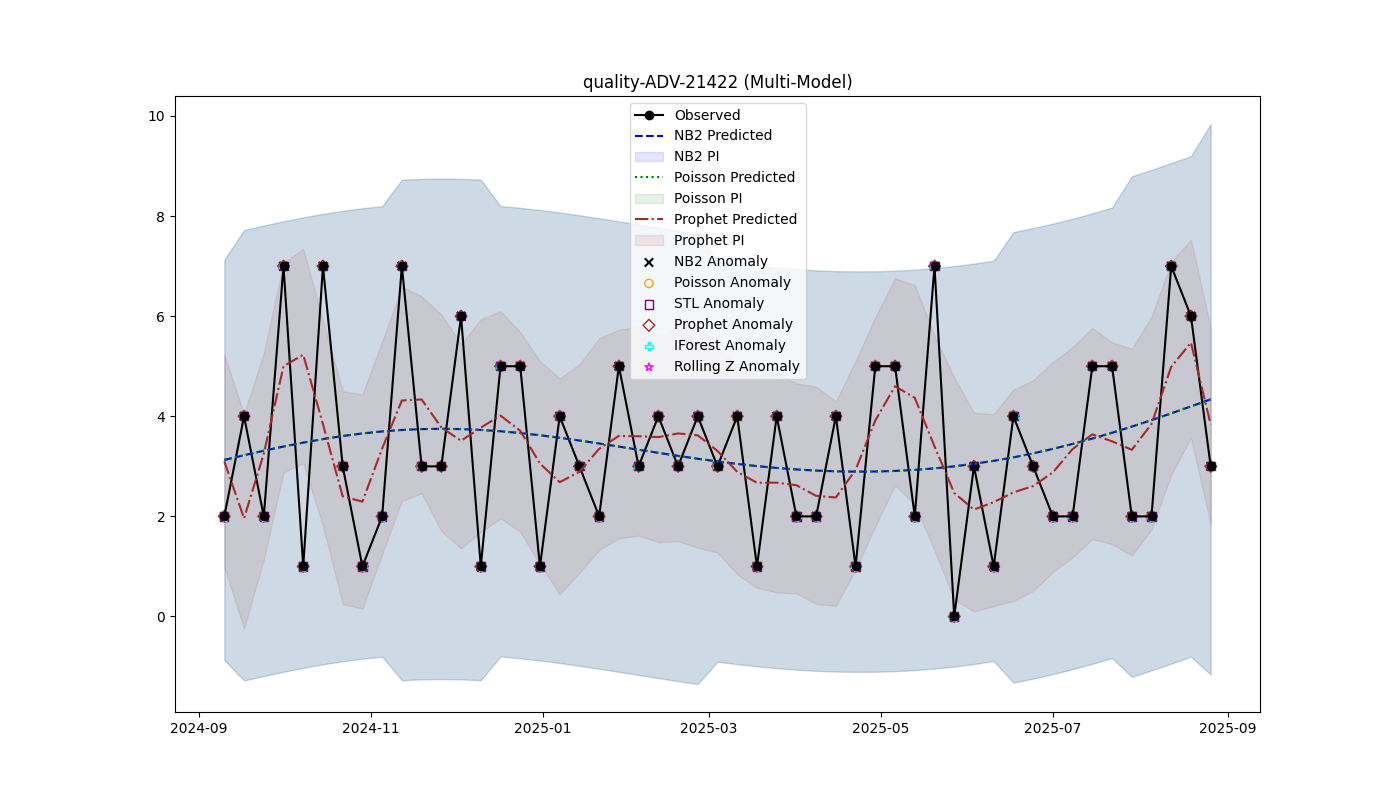 quality-ADV-21422 (Multi-Model)
10
8
6
4
2
0
Observed
NB2 Predicted
NB2 PI
Poisson Predicted
Poisson PI
Prophet Predicted
Prophet PI
NB2 Anomaly
Poisson Anomaly
STL Anomaly
Prophet Anomaly
IForest Anomaly
Rolling Z Anomaly
2024-09
2024-11
2025-01
2025-03
2025-05
2025-07
2025-09